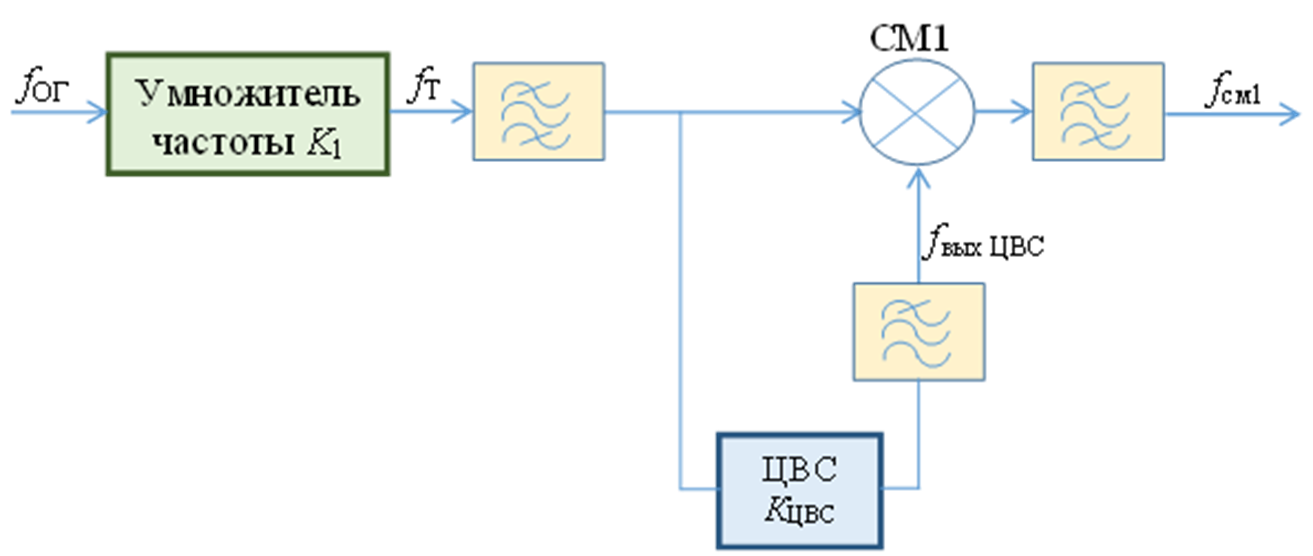 СМ1
fОГ
Умножитель
частоты K1
fТ
fсм1
fвых ЦВС
ЦВС
KЦВС